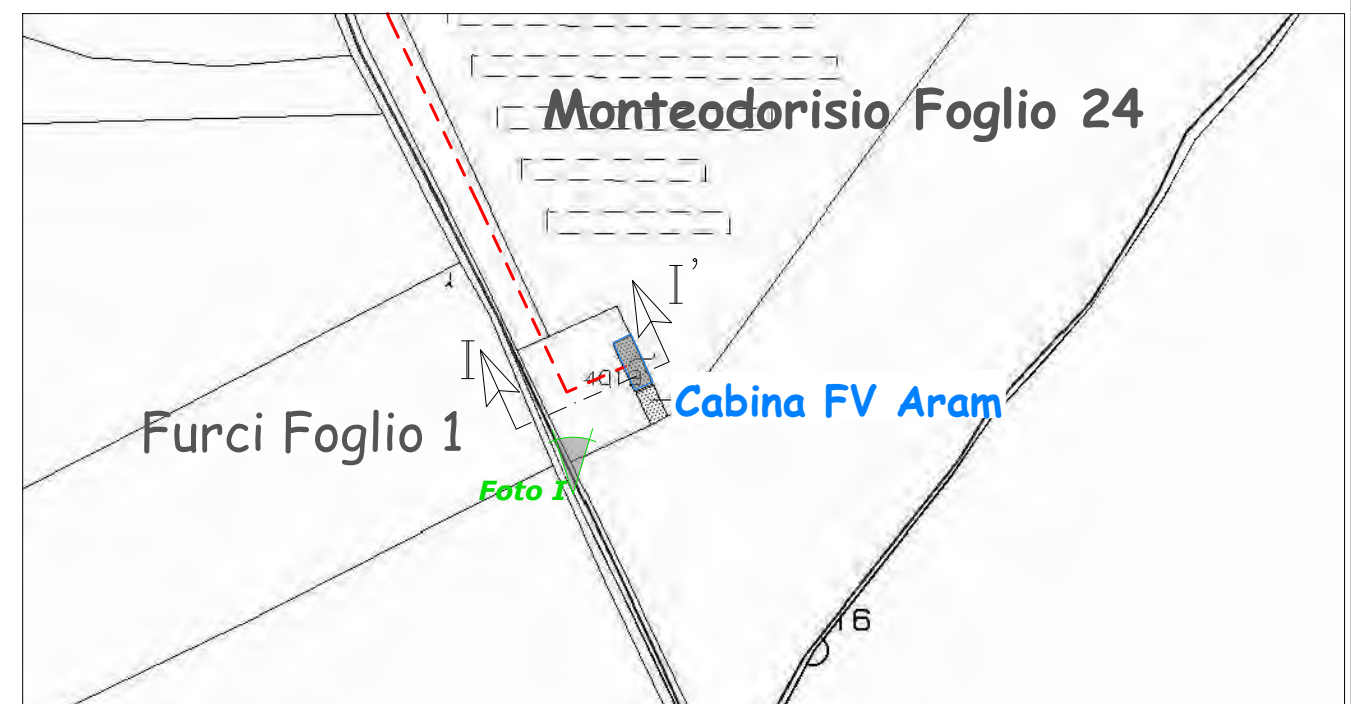 Monteodorisio Foglio 24
I'
I
Cabina FV Aram
Furci Foglio 1
Foto I
16